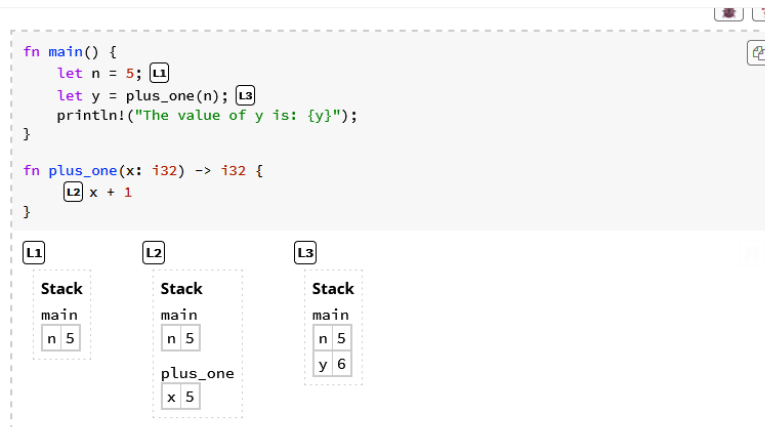 fn main() {
let n = 5; L1
let y = plus_one(n); L3
println!("The value of y is: {y}");
}
fn plus_one(x: i32) -> i32 {
L2 x + 1
}
L1 L2 L3
Stack Stack Stack
main main main
n 5 n 5 n 5
y 6
plus_one
x 5